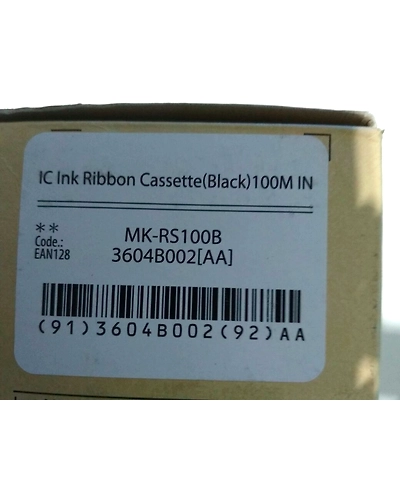 IC Ink Ribbon Cassette(Black)100M IN
**
MK-RS100B
Code.:
3604B002[AA]
EAN128
(91)3604B002(92)AA